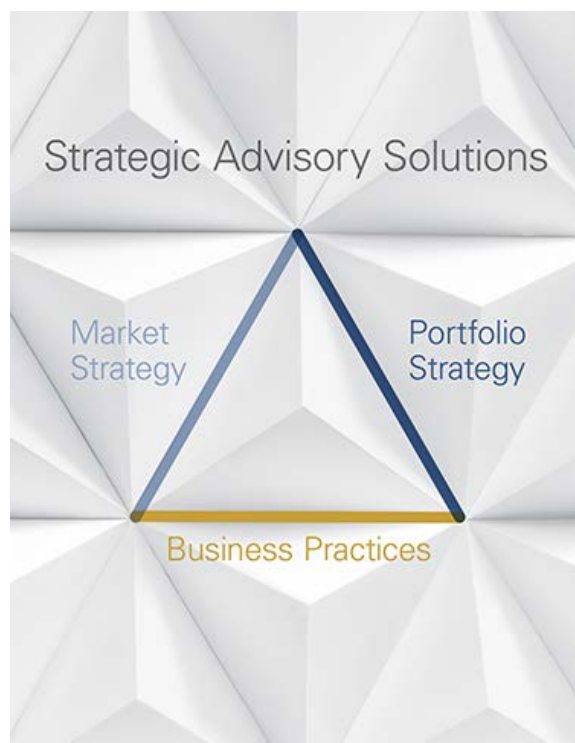 Strategic Advisory Solutions
Market
Strategy
Portfolio
Strategy
Business Practices